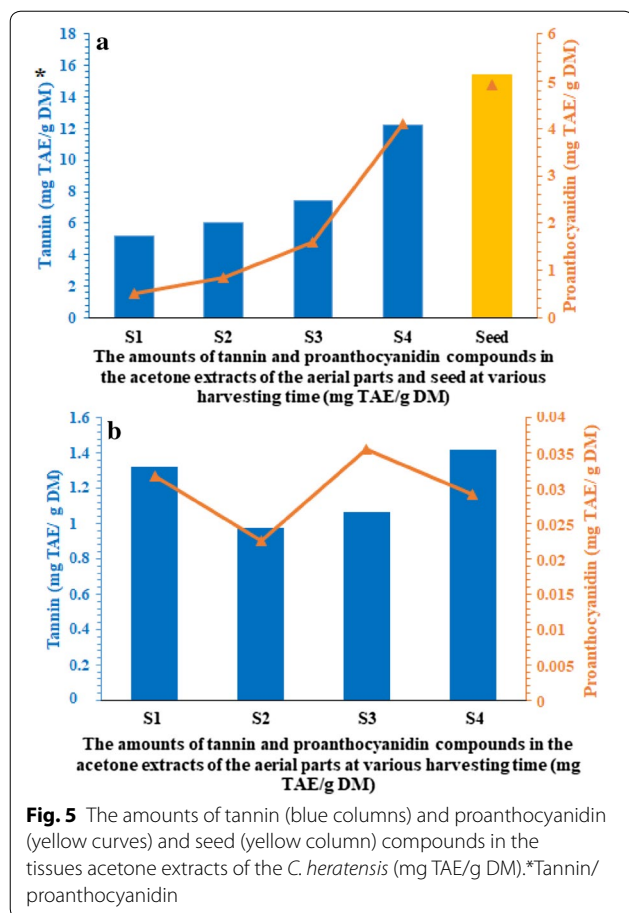 a
18
16
14
12
10
8
6
4
2
0
Tannin (mg TAE/g DM) *
6
5
4
3
2
1
0
Proanthocyanidin (mg TAE/ g DM)
S1 S2 S3 S4 Seed
The amounts of tannin and proanthocyanidin compounds in
the acetone extracts of the aerial parts and seed at various
harvesting time (mg TAE/g DM)
b
1.6
1.4
1.2
1
0.8
0.6
0.4
0.2
0
Tannin (mg TAE/ g DM)
0.04
0.035
0.03
0.025
0.02
0.015
0.01
0.005
0
Proanthocyanidin (mg TAE/ g DM)
S1 S2 S3 S4
The amounts of tannin and proanthocyanidin compounds in the
acetone extracts of the aerial parts at various harvesting time (mg
TAE/g DM)
Fig. 5 The amounts of tannin (blue columns) and proanthocyanidin
(yellow curves) and seed (yellow column) compounds in the
tissues acetone extracts of the C. heratensis (mg TAE/g DM).*Tannin/
proanthocyanidin